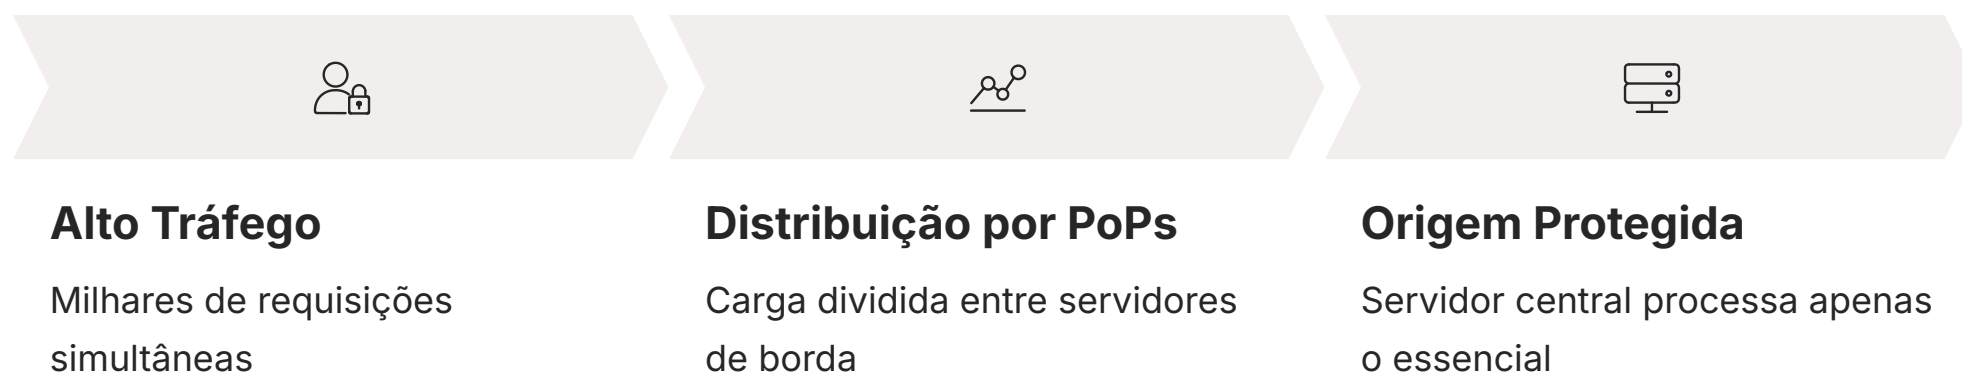 Alto Tráfego
Milhares de requisições
simultâneas
Distribuição por PoPs
Carga dividida entre servidores
de borda
Origem Protegida
Servidor central processa apenas
o essencial